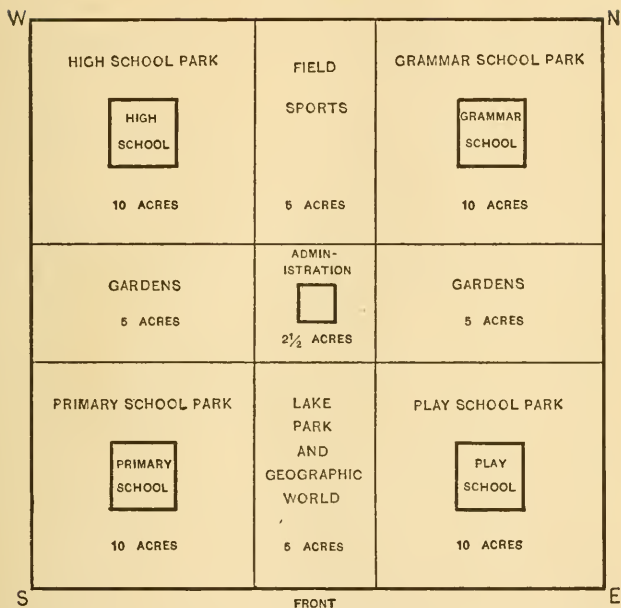 W
N
HIGH SCHOOL PARK
HIGH
SCHOOL
10 ACRES
FIELD
SPORTS
5 ACRES
GRAMMAR SCHOOL PARK
GRAMMAR
SCHOOL
10 ACRES
GARDENS
5 ACRES
ADMIN-
ISTRATION
2½ ACRES
GARDENS
5 ACRES
PRIMARY SCHOOL PARK
PRIMARY
SCHOOL
10 ACRES
LAKE
PARK
AND
GEOGRAPHIC
WORLD
5 ACRES
PLAY SCHOOL PARK
PLAY
SCHOOL
10 ACRES
S
FRONT
E